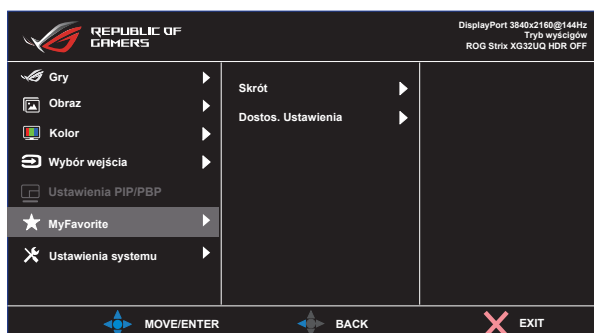 REPUBLIC OF
GAMERS
DisplayPort 3840x2160@144Hz
Tryb wyścigów
ROG Strix XG32UQ HDR OFF
Gry
Obraz
Kolor
Wybór wejścia
Ustawienia PIP/PBP
MyFavorite
Ustawienia systemu
Skrót
Dostos. Ustawienia
MOVE/ENTER
BACK
EXIT